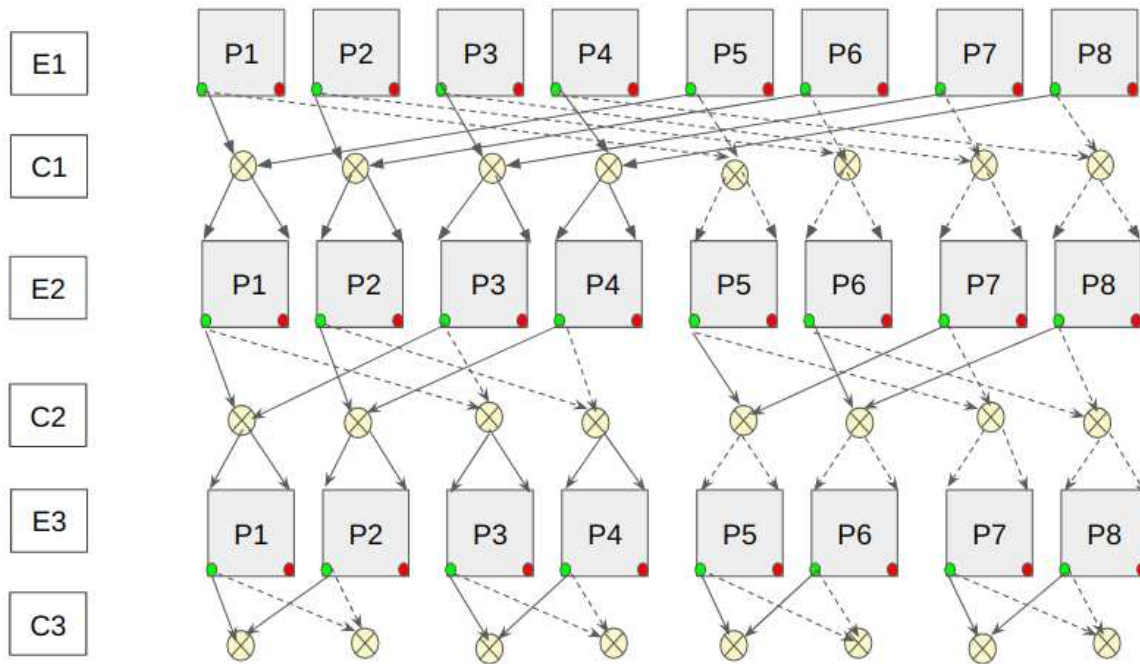 E1 P1 P2 P3 P4 P5 P6 P7 P8
C1
E2 P1 P2 P3 P4 P5 P6 P7 P8
C2
E3 P1 P2 P3 P4 P5 P6 P7 P8
C3